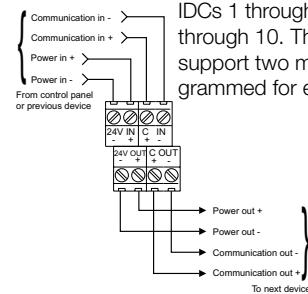 IDCs 1 through
through 10. Th
support two m
grammed for e
Communication in -
Communication in +
Power in +
Power in -
From control panel
or previous device
24V IN C IN
- + + -
24V OUT C OUT
- + + -
Power out +
Power out -
Communication out -
Communication out +
To next device